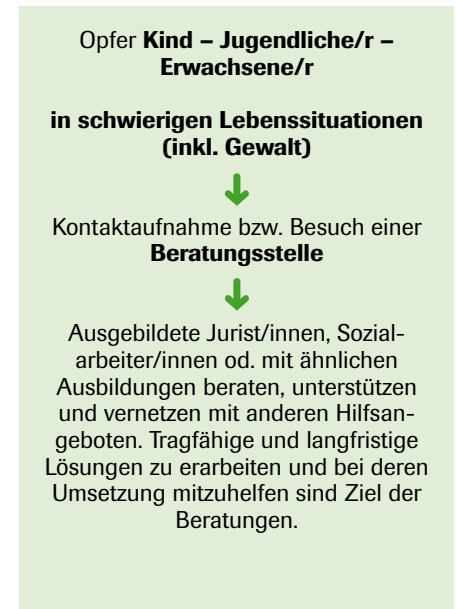 Opfer Kind – Jugendliche/r –
Erwachsene/r
in schwierigen Lebenssituationen
(inkl. Gewalt)
Kontaktaufnahme bzw. Besuch einer
Beratungsstelle
Ausgebildete Jurist/innen, Sozial-
arbeiter/innen od. mit ähnlichen
Ausbildungen beraten, unterstützen
und vernetzen mit anderen Hilfsan-
geboten. Tragfähige und langfristige
Lösungen zu erarbeiten und bei deren
Umsetzung mitzuhelfen sind Ziel der
Beratungen.